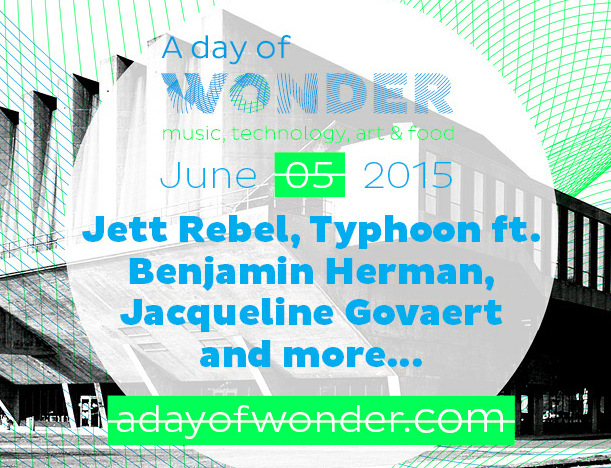 A day of
WONDER
music, technology, art & food
June 05 2015
Jett Rebel, Typhoon ft.
Benjamin Herman,
Jacqueline Govaert
and more...
adayofwonder.com